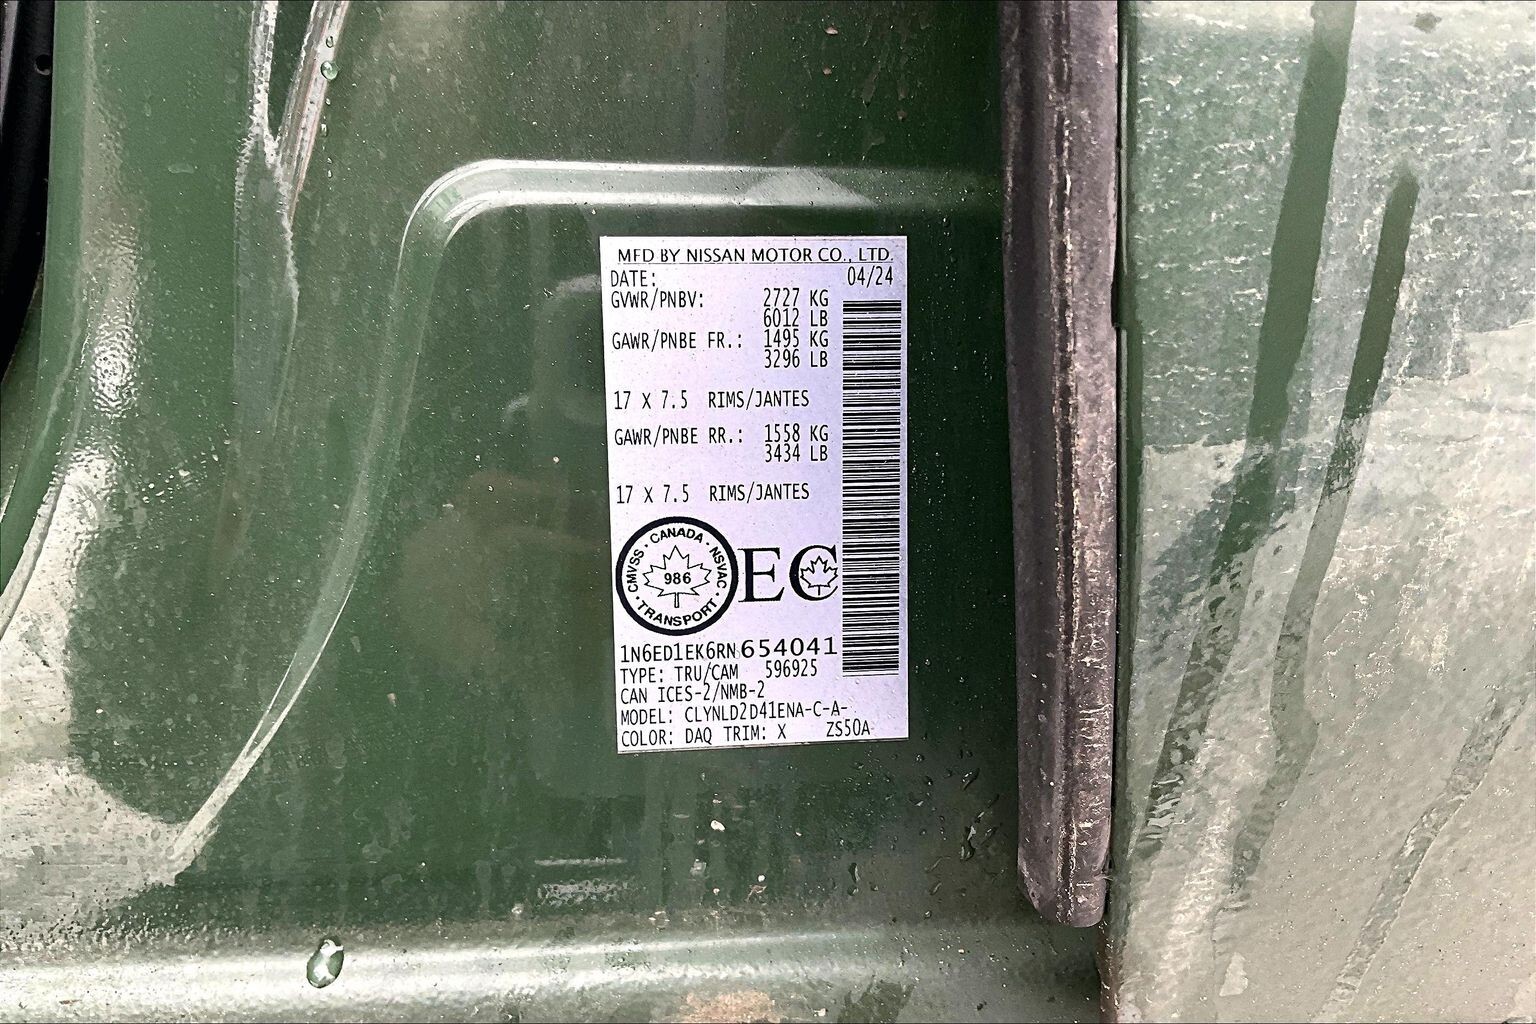 MFD BY NISSAN MOTOR CO., LTD.
DATE: 04/24
GVWR/PNBV: 2727 KG
6012 LB
GAWR/PNBE FR.: 1495 KG
3296 LB
17 X 7.5 RIMS/JANTES
GAWR/PNBE RR.: 1558 KG
3434 LB
17 X 7.5 RIMS/JANTES
CMVSS · CANADA · NSVAC · TRANSPORT ·
986
EC
1N6ED1EK6RN654041
TYPE: TRU/CAM 596925
CAN ICES-2/NMB-2
MODEL: CLYNLD2D41ENA-C-A-
COLOR: DAQ TRIM: X ZS50A